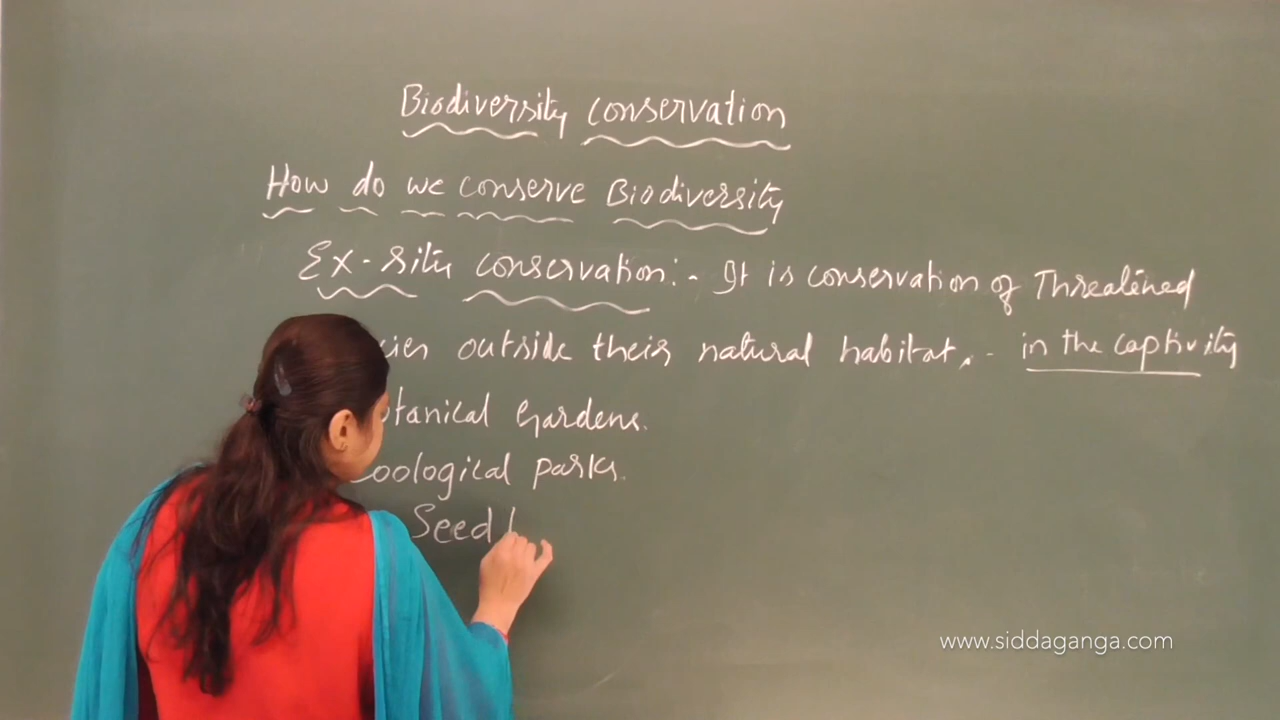 Biodiversity conservation
How do we conserve Biodiversity
Ex-situ conservation:- It is conservation of Threatened
outside their natural habitat. - in the captivity
Gardens.
parks.
Seed
www.siddaganga.com